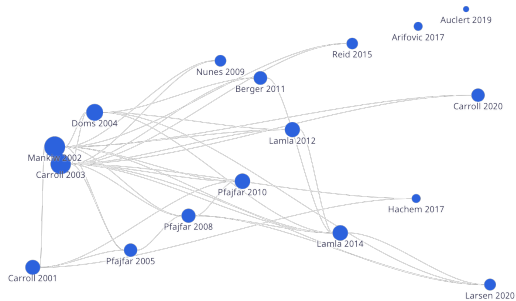 Auclert 2019
Arifovic 2017
Reid 2015
Nunes 2009
Berger 2011
Carroll 2020
Doms 2004
Lamla 2012
Mankiw 2002
Carroll 2003
Pfajfar 2010
Hachem 2017
Pfajfar 2008
Lamla 2014
Pfajfar 2005
Carroll 2001
Larsen 2020